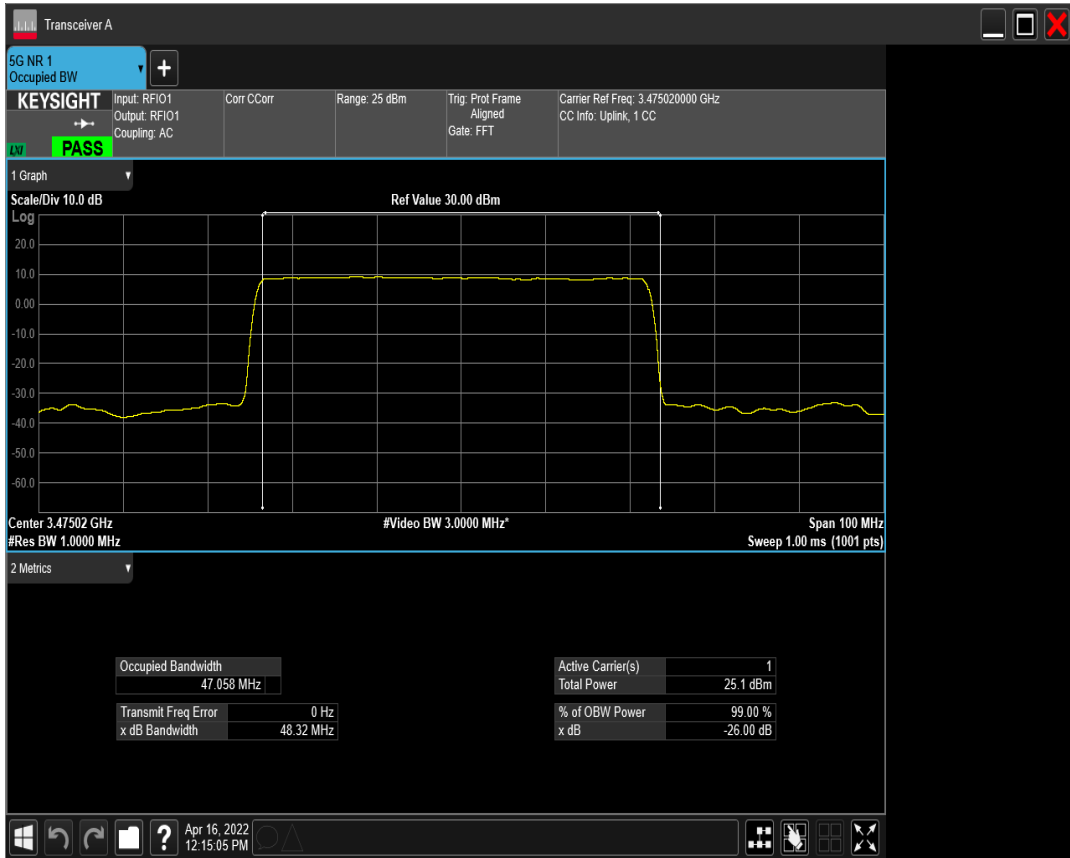 Transceiver A
5G NR 1
Occupied BW
KEYSIGHT
LXI
PASS
Input: RFIO1
Output: RFIO1
Coupling: AC
Corr CCorr
Range: 25 dBm
Trig: Prot Frame
Aligned
Gate: FFT
Carrier Ref Freq: 3.475020000 GHz
CC Info: Uplink, 1 CC
1 Graph
Scale/Div 10.0 dB
Ref Value 30.00 dBm
Log
20.0
10.0
0.00
-10.0
-20.0
-30.0
-40.0
-50.0
-60.0
Center 3.47502 GHz
#Video BW 3.0000 MHz*
Span 100 MHz
#Res BW 1.0000 MHz
Sweep 1.00 ms (1001 pts)
2 Metrics
Occupied Bandwidth
47.058 MHz
Transmit Freq Error 0 Hz
x dB Bandwidth 48.32 MHz
Active Carrier(s) 1
Total Power 25.1 dBm
% of OBW Power 99.00 %
x dB -26.00 dB
Apr 16, 2022
12:15:05 PM